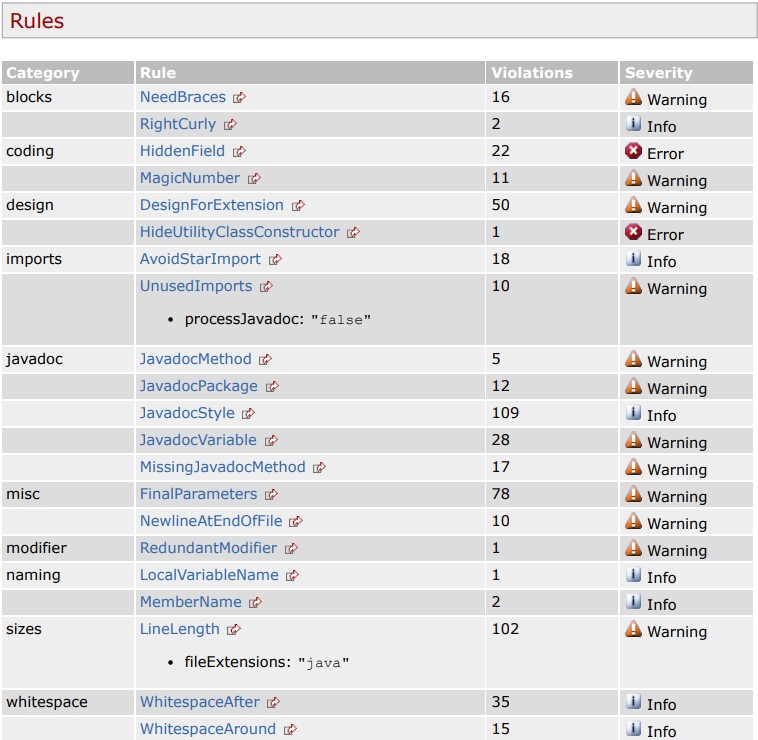 Rules
Category Rule Violations Severity
blocks NeedBraces 16 Warning
RightCurly 2 Info
coding HiddenField 22 Error
MagicNumber 11 Warning
design DesignForExtension 50 Warning
HideUtilityClassConstructor 1 Error
imports AvoidStarImport 18 Info
UnusedImports 10 Warning
• processJavadoc: "false"
javadoc JavadocMethod 5 Warning
JavadocPackage 12 Warning
JavadocStyle 109 Info
JavadocVariable 28 Warning
MissingJavadocMethod 17 Warning
misc FinalParameters 78 Warning
NewlineAtEndOfFile 10 Warning
modifier RedundantModifier 1 Warning
naming LocalVariableName 1 Info
MemberName 2 Info
sizes LineLength 102 Warning
• fileExtensions: "java"
whitespace WhitespaceAfter 35 Info
WhitespaceAround 15 Info